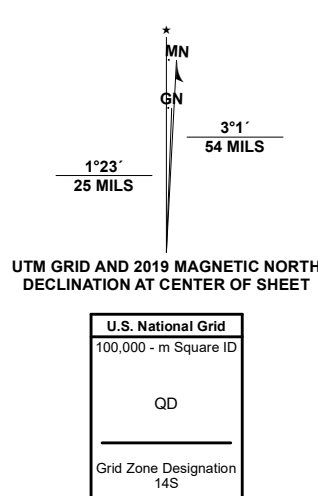 ★
MN
GN
3°1´
54 MILS
1°23´
25 MILS
UTM GRID AND 2019 MAGNETIC NORTH
DECLINATION AT CENTER OF SHEET
U.S. National Grid
100,000 - m Square ID
QD
Grid Zone Designation
14S